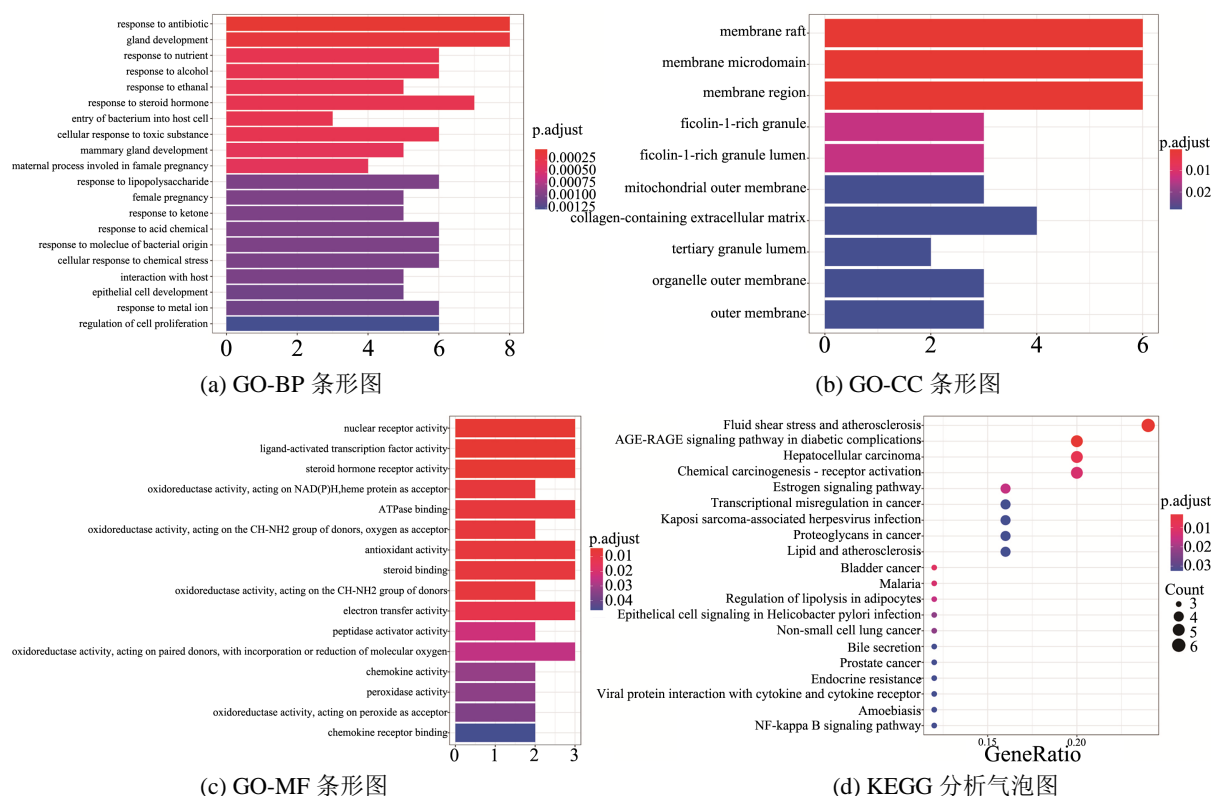 response to antibiotic
gland development
response to nutrient
response to alcohol
response to ethanal
response to steroid hormone
entry of bacterium into host cell
cellular response to toxic substance
mammary gland development
maternal process involed in famale pregnancy
response to lipopolysaccharide
female pregnancy
response to ketone
response to acid chemical
response to moleclue of bacterial origin
cellular response to chemical stress
interaction with host
epithelial cell development
response to metal ion
regulation of cell proliferation
0 2 4 6 8
p.adjust
0.00025
0.00050
0.00075
0.00100
0.00125
(a) GO-BP 条形图
membrane raft
membrane microdomain
membrane region
ficolin-1-rich granule
ficolin-1-rich granule lumen
mitochondrial outer membrane
collagen-containing extracellular matrix
tertiary granule lumem
organelle outer membrane
outer membrane
0 2 4 6
p.adjust
0.01
0.02
(b) GO-CC 条形图
nuclear receptor activity
ligand-activated transcription factor activity
steroid hormone receptor activity
oxidoreductase activity, acting on NAD(P)H,heme protein as acceptor
ATPase binding
oxidoreductase activity, acting on the CH-NH2 group of donors, oxygen as acceptor
antioxidant activity
steroid binding
oxidoreductase activity, acting on the CH-NH2 group of donors
electron transfer activity
peptidase activator activity
oxidoreductase activity, acting on paired donors, with incorporation or reduction of molecular oxygen
chemokine activity
peroxidase activity
oxidoreductase activity, acting on peroxide as acceptor
chemokine receptor binding
0 1 2 3
p.adjust
0.01
0.02
0.03
0.04
(c) GO-MF 条形图
Fluid shear stress and atherosclerosis
AGE-RAGE signaling pathway in diabetic complications
Hepatocellular carcinoma
Chemical carcinogenesis - receptor activation
Estrogen signaling pathway
Transcriptional misregulation in cancer
Kaposi sarcoma-associated herpesvirus infection
Proteoglycans in cancer
Lipid and atherosclerosis
Bladder cancer
Malaria
Regulation of lipolysis in adipocytes
Epithelical cell signaling in Helicobacter pylori infection
Non-small cell lung cancer
Bile secretion
Prostate cancer
Endocrine resistance
Viral protein interaction with cytokine and cytokine receptor
Amoebiasis
NF-kappa B signaling pathway
0.15 0.20
GeneRatio
p.adjust
0.01
0.02
0.03
Count
3
4
5
6
(d) KEGG 分析气泡图